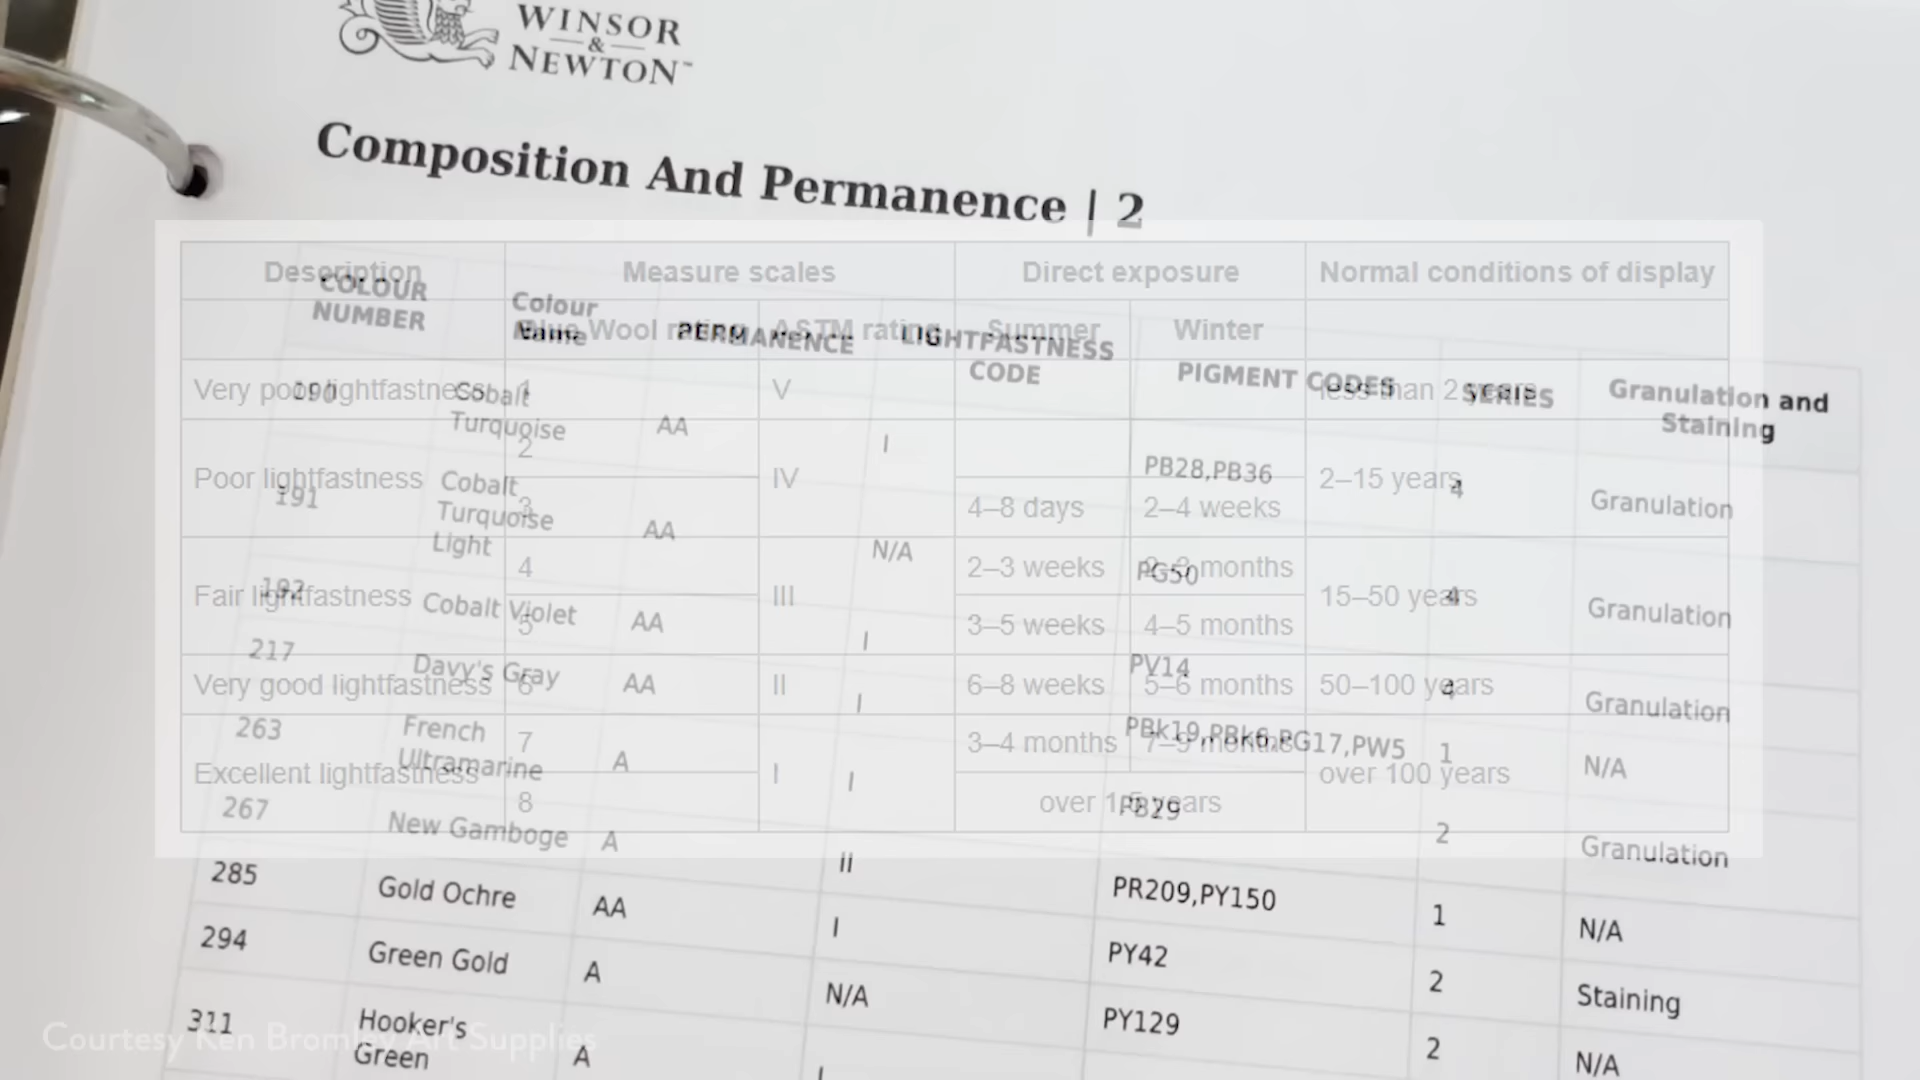 WINSOR
&
NEWTON™
Composition And Permanence | 2
Description Measure scales Direct exposure Normal conditions of display
Blue Wool rating ASTM rating Summer Winter
Very poor lightfastness 1 V less than 2 years
2
Poor lightfastness IV 2–15 years
3 4–8 days 2–4 weeks
4 2–3 weeks 2–3 months
Fair lightfastness III 15–50 years
5 3–5 weeks 4–5 months
Very good lightfastness 6 II 6–8 weeks 5–6 months 50–100 years
7 3–4 months 7–9 months
Excellent lightfastness I over 100 years
8 over 1.5 years
COLOUR
NUMBER
Colour
Name
PERMANENCE
LIGHTFASTNESS
CODE
PIGMENT CODES
SERIES
Granulation and
Staining
190 Cobalt
Turquoise AA I PB28,PB36 4 Granulation
191 Cobalt
Turquoise
Light AA N/A PG50 4 Granulation
192 Cobalt Violet AA I PV14 4 Granulation
217 Davy's Gray AA I PBk19,PBk6,PG17,PW5 1 N/A
263 French
Ultramarine A I PB29 2 Granulation
267 New Gamboge A II PR209,PY150 1 N/A
285 Gold Ochre AA I PY42 2 Staining
294 Green Gold A N/A PY129 2 N/A
311 Hooker's
Green A I
Courtesy Ken Bromley Art Supplies